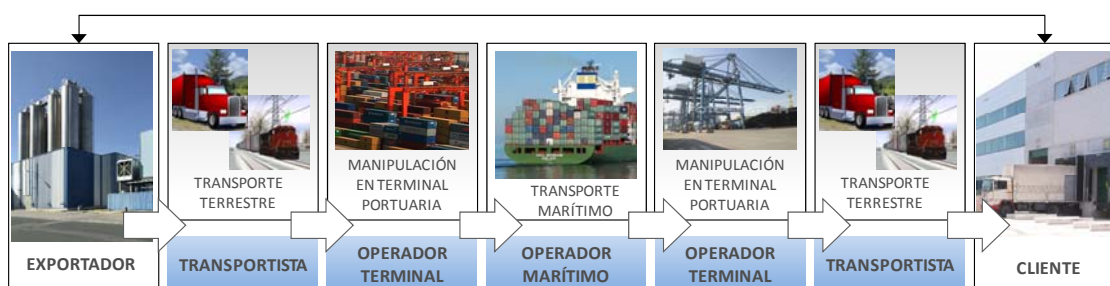 EXPORTADOR
TRANSPORTE
TERRESTRE
TRANSPORTISTA
MANIPULACIÓN
EN TERMINAL
PORTUARIA
OPERADOR
TERMINAL
TRANSPORTE
MARÍTIMO
OPERADOR
MARÍTIMO
MANIPULACIÓN
EN TERMINAL
PORTUARIA
OPERADOR
TERMINAL
TRANSPORTE
TERRESTRE
TRANSPORTISTA
CLIENTE